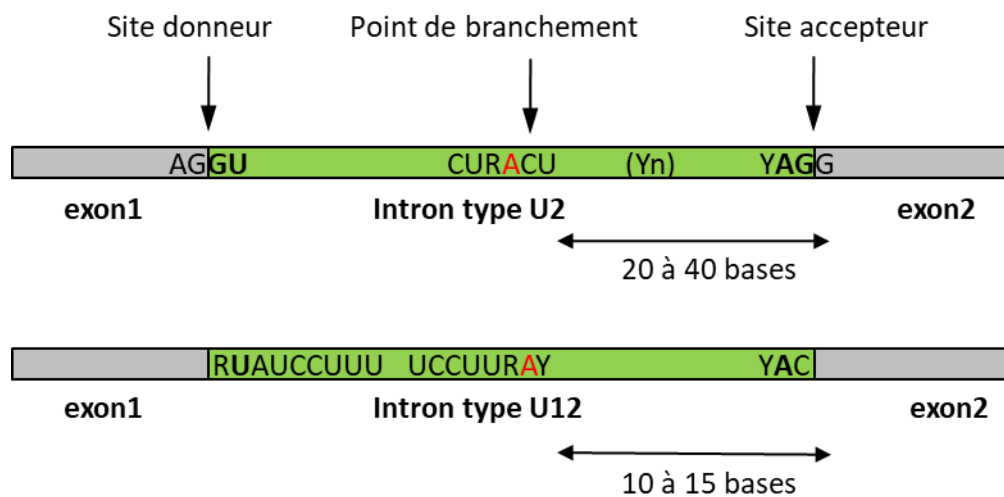 Site donneur Point de branchement Site accepteur
AGGU CURACU (Yn) YAGG
exon1 Intron type U2 exon2
20 à 40 bases
RUAUCCUUU UCCUURAY YAC
exon1 Intron type U12 exon2
10 à 15 bases